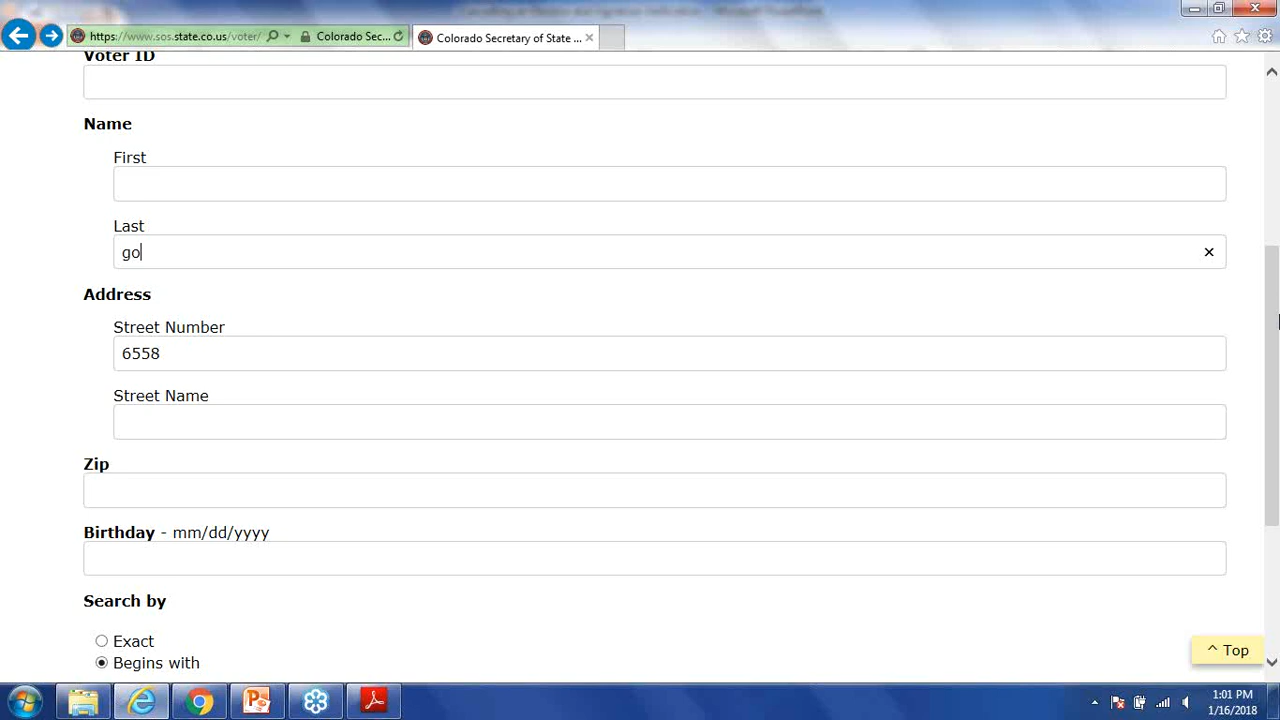 https://www.sos.state.co.us/voter/
Colorado Sec...
Colorado Secretary of State ...
Voter ID
Name
First
Last
go
Address
Street Number
6558
Street Name
Zip
Birthday - mm/dd/yyyy
Search by
Exact
Begins with
^ Top
1:01 PM
1/16/2018